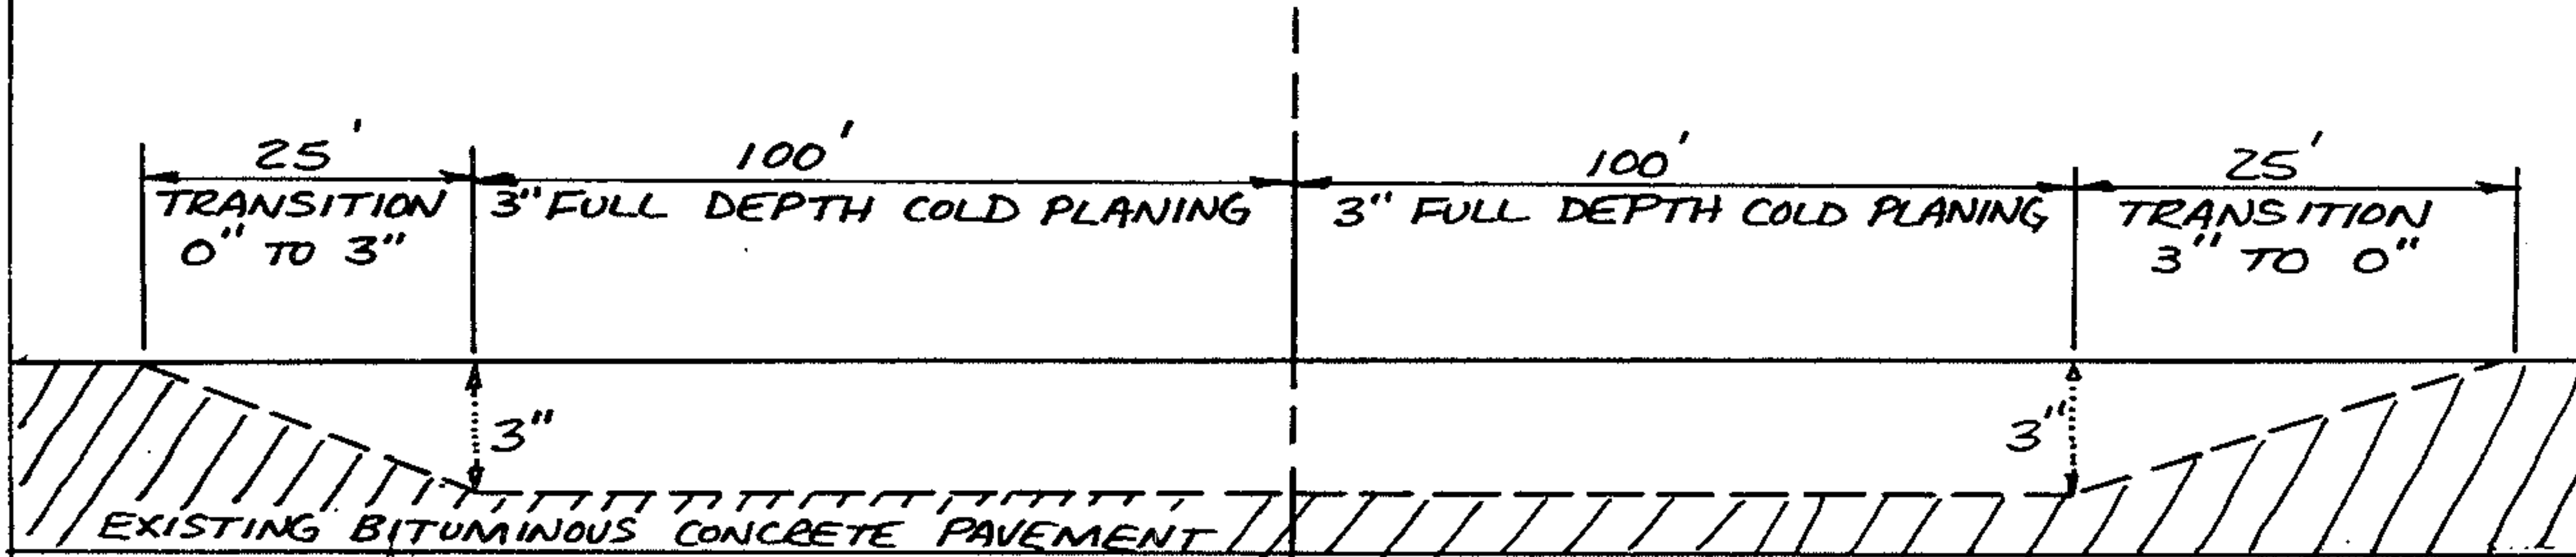 25' 100' 100' 25'
TRANSITION 3" FULL DEPTH COLD PLANING 3" FULL DEPTH COLD PLANING TRANSITION
0" TO 3" 3" TO 0"
3" 3"
EXISTING BITUMINOUS CONCRETE PAVEMENT